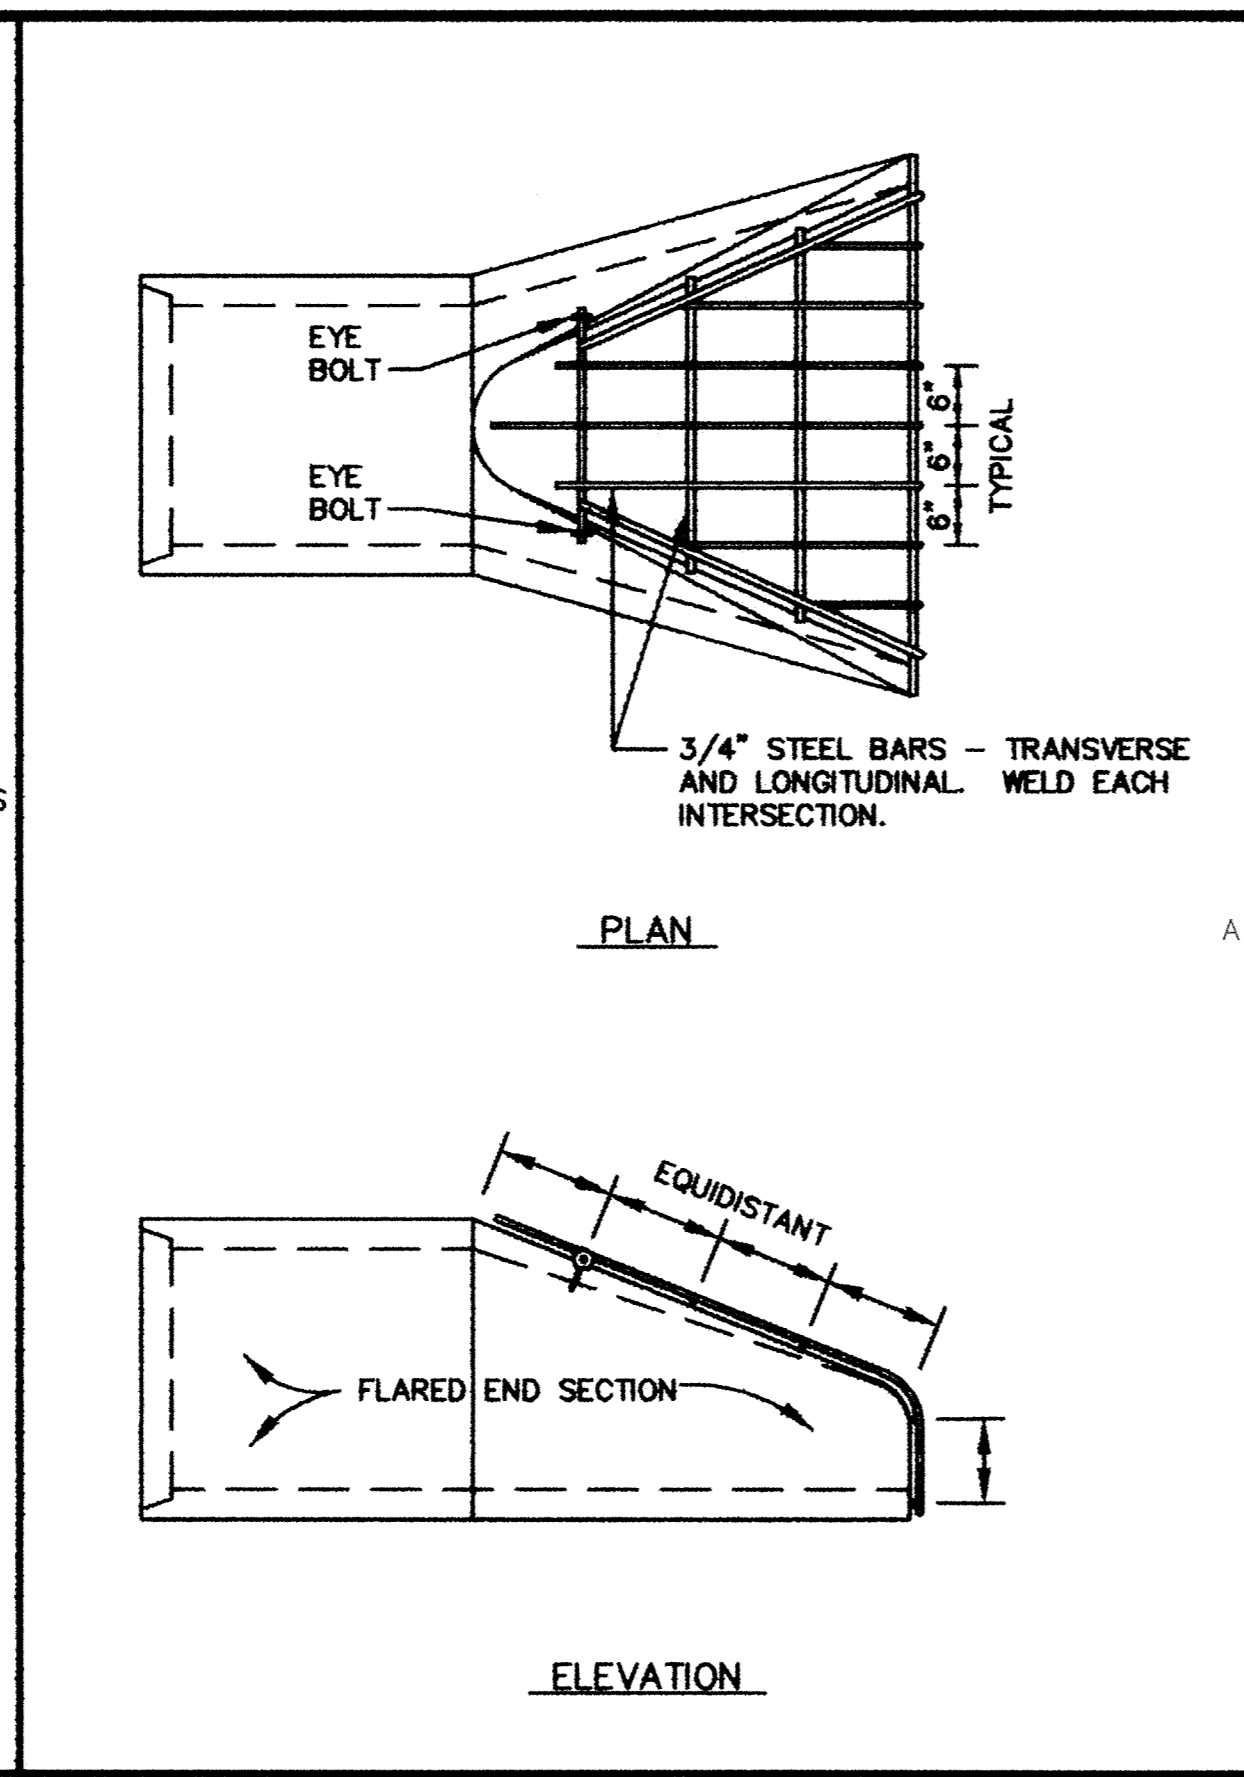 EYE
BOLT
EYE
BOLT
6"
6"
6"
TYPICAL
3/4" STEEL BARS – TRANSVERSE
AND LONGITUDINAL. WELD EACH
INTERSECTION.
PLAN
A
EQUIDISTANT
FLARED END SECTION
ELEVATION